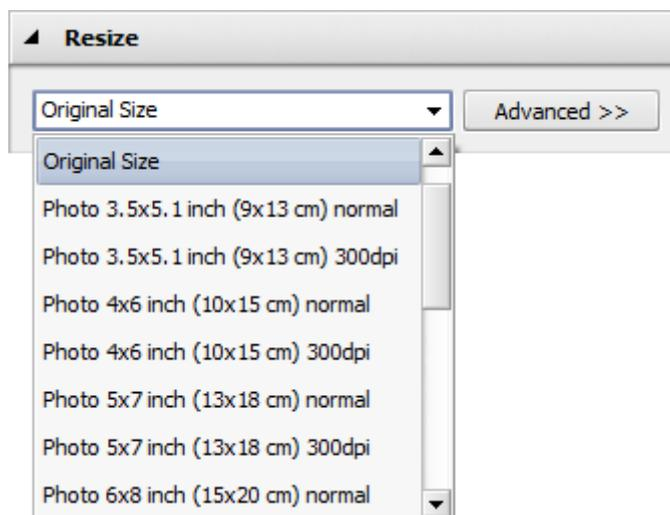 Resize
Original Size
Advanced >>
Original Size
Photo 3.5x5.1 inch (9x13 cm) normal
Photo 3.5x5.1 inch (9x13 cm) 300dpi
Photo 4x6 inch (10x15 cm) normal
Photo 4x6 inch (10x15 cm) 300dpi
Photo 5x7 inch (13x18 cm) normal
Photo 5x7 inch (13x18 cm) 300dpi
Photo 6x8 inch (15x20 cm) normal